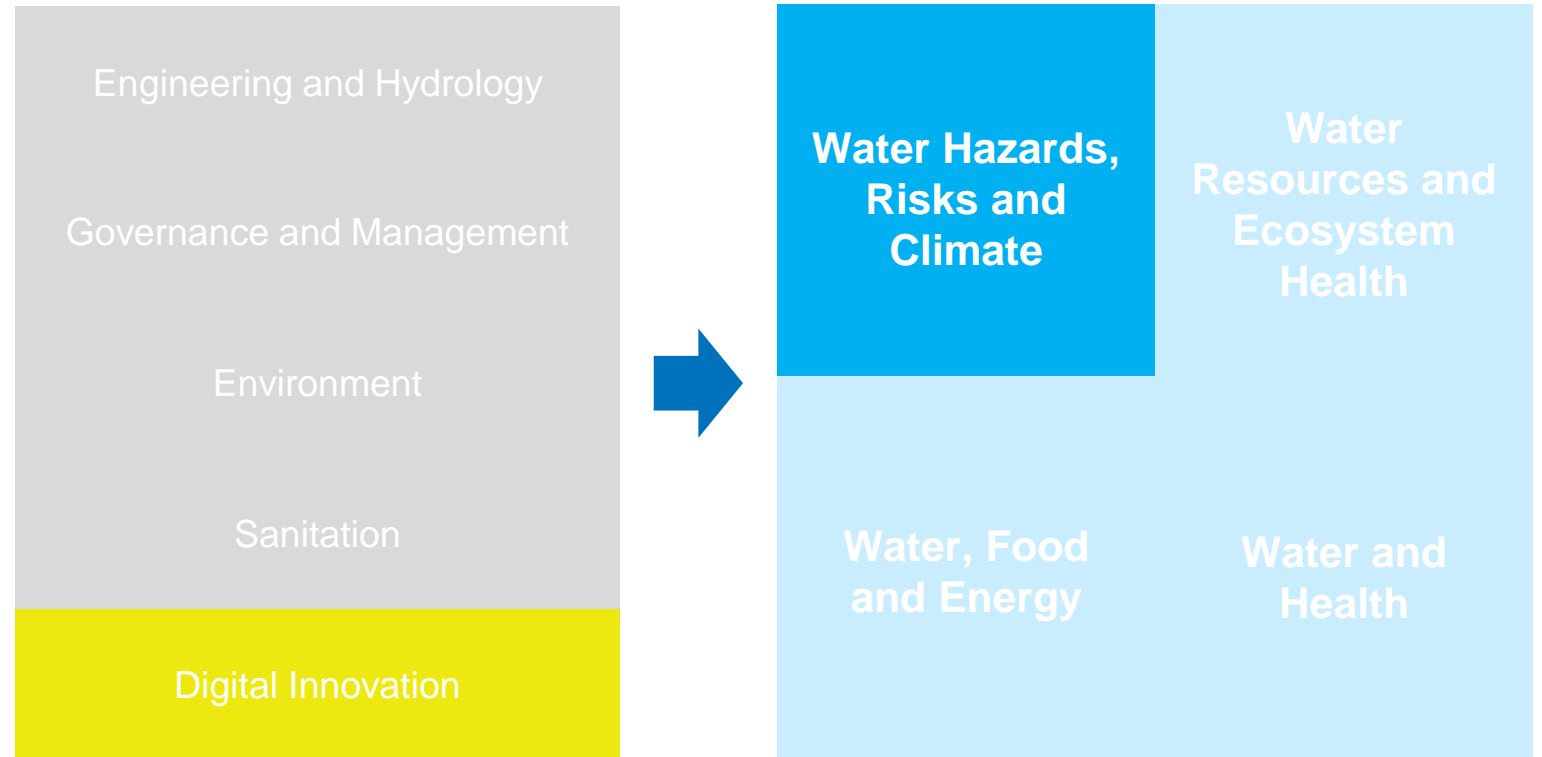 Engineering and Hydrology
Governance and Management
Environment
Sanitation
Digital Innovation
Water Hazards,
Risks and
Climate
Water
Resources and
Ecosystem
Health
Water, Food
and Energy
Water and
Health